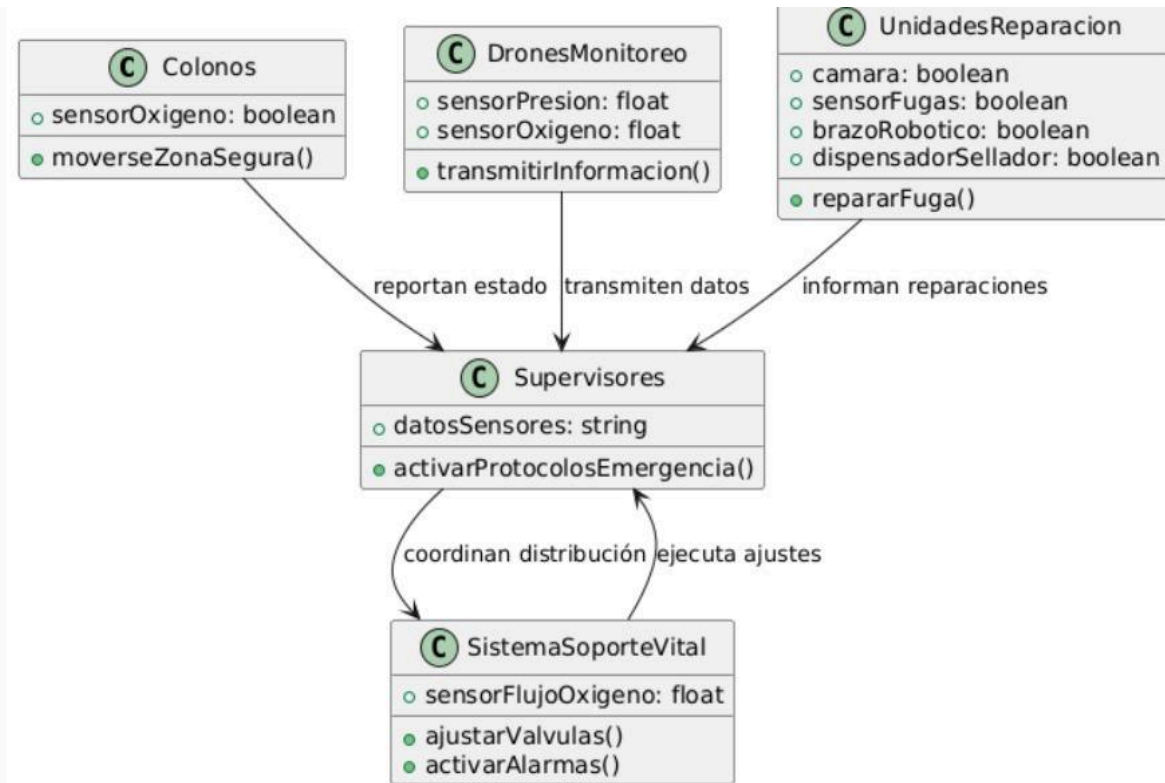 C Colonos
sensorOxigeno: boolean
moverseZonaSegura()
C DronesMonitoreo
sensorPresion: float
sensorOxigeno: float
transmitirInformacion()
C UnidadesReparacion
camara: boolean
sensorFugas: boolean
brazoRobotico: boolean
dispensadorSellador: boolean
repararFuga()
reportan estado
transmiten datos
informan reparaciones
C Supervisores
datosSensores: string
activarProtocolosEmergencia()
coordinan distribución
ejecuta ajustes
C SistemaSoporteVital
sensorFlujoOxigeno: float
ajustarValvulas()
activarAlarmas()